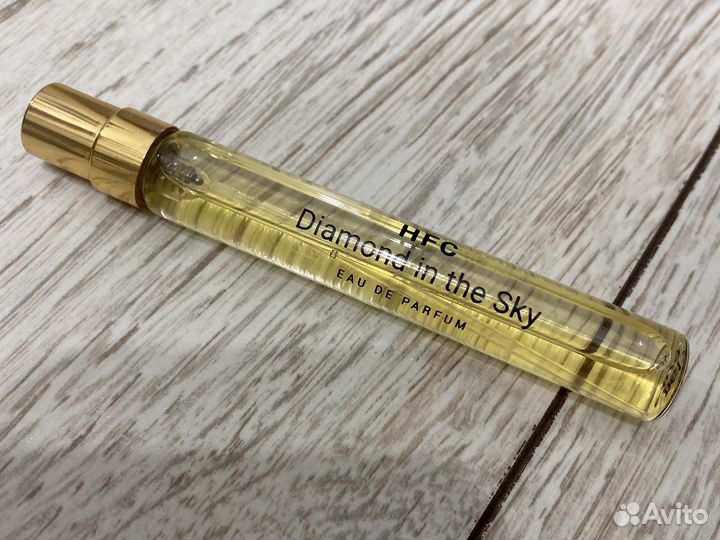 HFC
Diamond in the Sky
EAU DE PARFUM
Avito